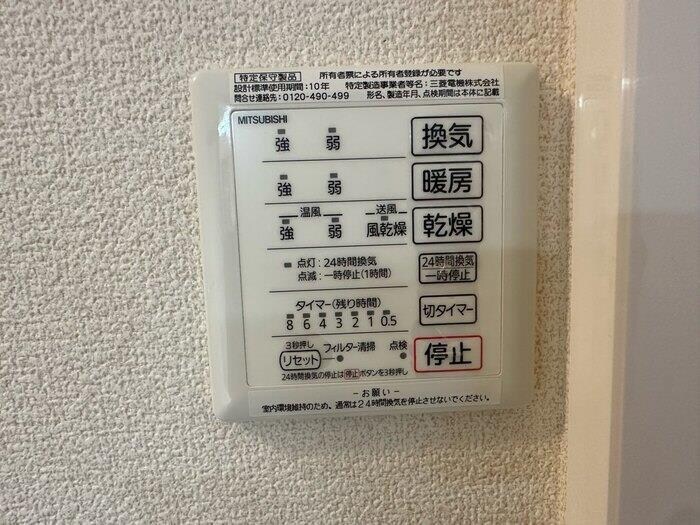 特定保守製品 所有者票による所有者登録が必要です
設計標準使用期間:10年 特定製造事業者等名:三菱電機株式会社
問合せ連絡先:0120-490-499 形名、製造年月、点検期間は本体に記載
MITSUBISHI
強 弱 換気
強 弱 暖房
温風 送風
強 弱 風乾燥 乾燥
点灯:24時間換気
点滅:一時停止(1時間)
24時間換気
一時停止
タイマー(残り時間)
8 6 4 3 2 1 0.5
切タイマー
3秒押し
リセット フィルター清掃 点検
停止
24時間換気の停止は停止ボタンを3秒押し
-お願い-
室内環境維持のため、通常は24時間換気を停止させないでください。